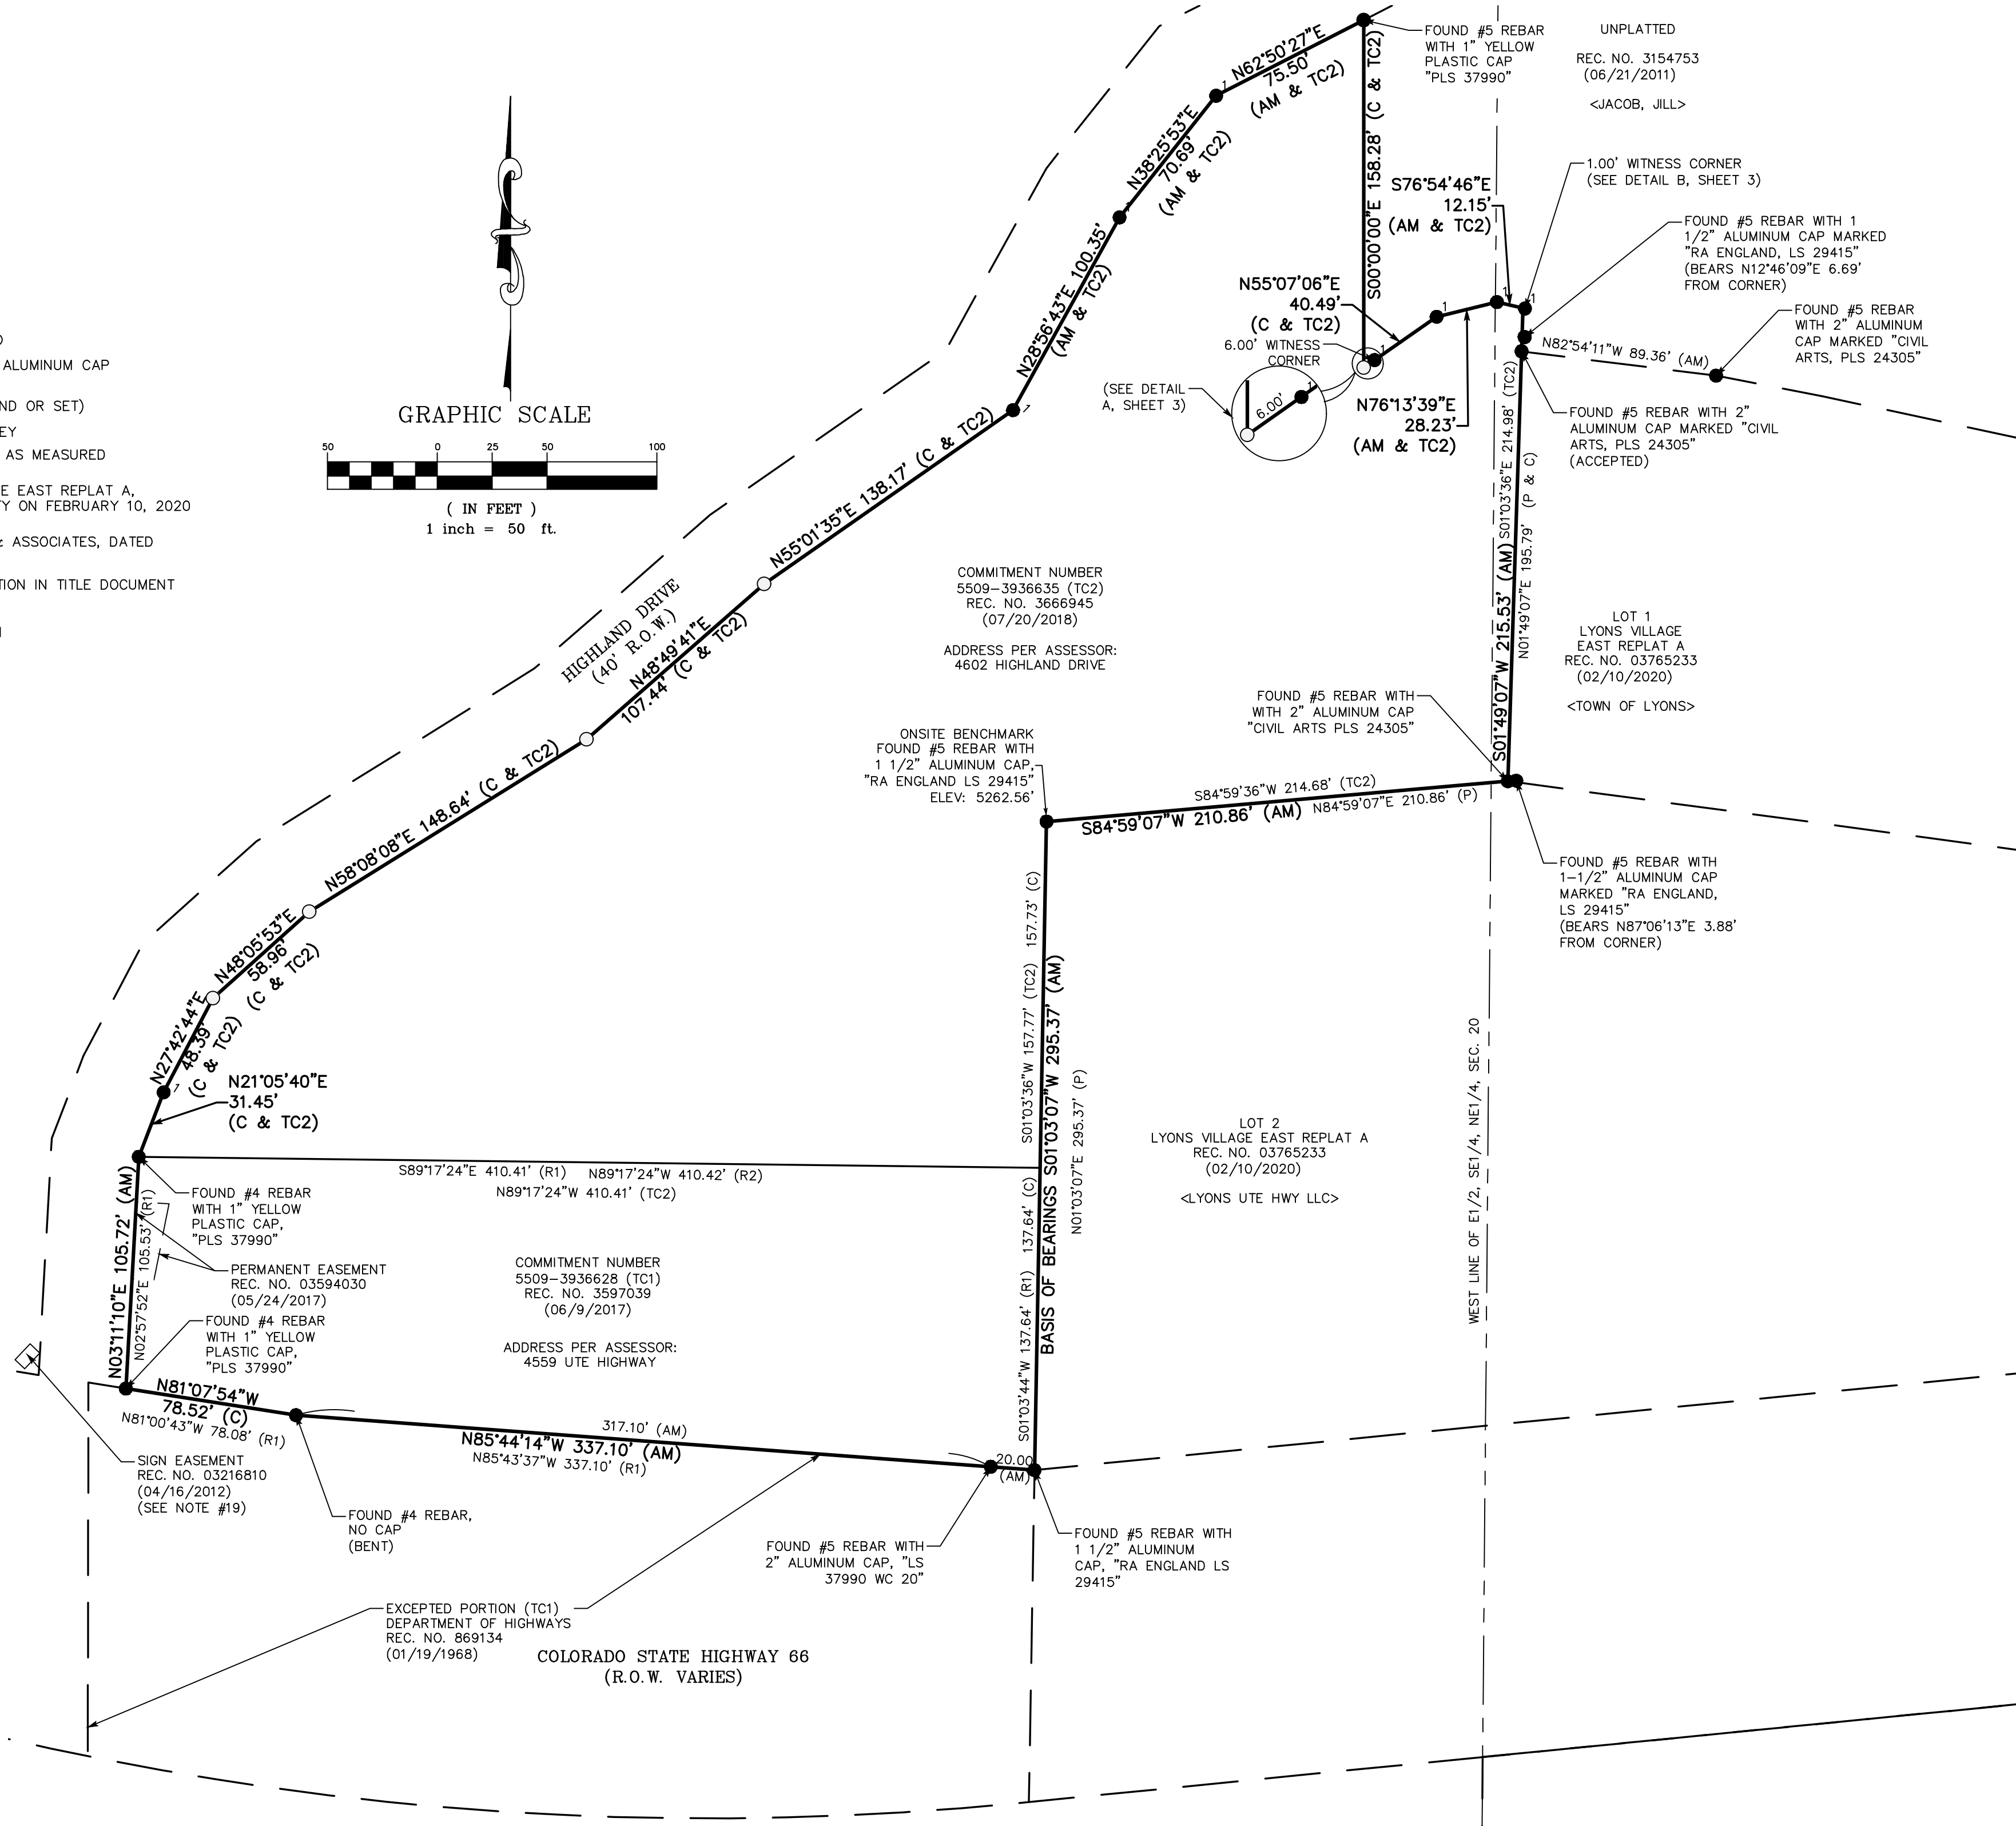 ALUMINUM CAP
ND OR SET)
EY
AS MEASURED
E EAST REPLAT A,
TY ON FEBRUARY 10, 2020
& ASSOCIATES, DATED
TION IN TITLE DOCUMENT
GRAPHIC SCALE
50 0 25 50 100
( IN FEET )
1 inch = 50 ft.
N62°50'27"E
75.50'
(AM & TC2)
N38°25'53"E
70.69'
(AM & TC2)
N28°56'43"E 100.35'
(AM & TC2)
N55°01'35"E 138.17' (C & TC2)
N48°49'41"E
107.44' (C & TC2)
N58°08'08"E 148.64' (C & TC2)
N48°05'53"E
58.96'
(C & TC2)
N27°42'44"E
48.39'
(C & TC2)
N21°05'40"E
31.45'
(C & TC2)
HIGHLAND DRIVE
(40' R.O.W.)
S00°00'00"E 158.28' (C & TC2)
FOUND #5 REBAR
WITH 1" YELLOW
PLASTIC CAP
"PLS 37990"
UNPLATTED
REC. NO. 3154753
(06/21/2011)
<JACOB, JILL>
1.00' WITNESS CORNER
(SEE DETAIL B, SHEET 3)
S76°54'46"E
12.15'
(AM & TC2)
FOUND #5 REBAR WITH 1
1/2" ALUMINUM CAP MARKED
"RA ENGLAND, LS 29415"
(BEARS N12°46'09"E 6.69'
FROM CORNER)
N55°07'06"E
40.49'
(C & TC2)
6.00' WITNESS
CORNER
(SEE DETAIL
A, SHEET 3)
6.00'
1
1
1
1
1
1
1
1
1
N76°13'39"E
28.23'
(AM & TC2)
N82°54'11"W 89.36' (AM)
FOUND #5 REBAR
WITH 2" ALUMINUM
CAP MARKED "CIVIL
ARTS, PLS 24305"
FOUND #5 REBAR WITH 2"
ALUMINUM CAP MARKED "CIVIL
ARTS, PLS 24305"
(ACCEPTED)
S01°49'07"W 215.53' (AM)
S01°03'36"E 214.98' (TC2)
N01°49'07"E 195.79' (P & C)
COMMITMENT NUMBER
5509-3936635 (TC2)
REC. NO. 3666945
(07/20/2018)
ADDRESS PER ASSESSOR:
4602 HIGHLAND DRIVE
LOT 1
LYONS VILLAGE
EAST REPLAT A
REC. NO. 03765233
(02/10/2020)
<TOWN OF LYONS>
FOUND #5 REBAR WITH
WITH 2" ALUMINUM CAP
"CIVIL ARTS PLS 24305"
ONSITE BENCHMARK
FOUND #5 REBAR WITH
1 1/2" ALUMINUM CAP,
"RA ENGLAND LS 29415"
ELEV: 5262.56'
S84°59'36"W 214.68' (TC2)
S84°59'07"W 210.86' (AM) N84°59'07"E 210.86' (P)
FOUND #5 REBAR WITH
1-1/2" ALUMINUM CAP
MARKED "RA ENGLAND,
LS 29415"
(BEARS N87°06'13"E 3.88'
FROM CORNER)
S01°03'36"W 157.77' (TC2) 157.73' (C)
S01°03'44"W 137.64' (R1) 137.64' (C)
BASIS OF BEARINGS S01°03'07"W 295.37' (AM)
N01°03'07"E 295.37' (P)
WEST LINE OF E1/2, SE1/4, NE1/4, SEC. 20
LOT 2
LYONS VILLAGE EAST REPLAT A
REC. NO. 03765233
(02/10/2020)
<LYONS UTE HWY LLC>
S89°17'24"E 410.41' (R1) N89°17'24"W 410.42' (R2)
N89°17'24"W 410.41' (TC2)
N03°11'10"E 105.72' (AM)
N02°57'52"E 105.53' (R1)
FOUND #4 REBAR
WITH 1" YELLOW
PLASTIC CAP,
"PLS 37990"
PERMANENT EASEMENT
REC. NO. 03594030
(05/24/2017)
FOUND #4 REBAR
WITH 1" YELLOW
PLASTIC CAP,
"PLS 37990"
COMMITMENT NUMBER
5509-3936628 (TC1)
REC. NO. 3597039
(06/9/2017)
ADDRESS PER ASSESSOR:
4559 UTE HIGHWAY
N81°07'54"W
78.52' (C)
N81°00'43"W 78.08' (R1)
317.10' (AM)
N85°44'14"W 337.10' (AM)
N85°43'37"W 337.10' (R1)
20.00
(AM)
SIGN EASEMENT
REC. NO. 03216810
(04/16/2012)
(SEE NOTE #19)
FOUND #4 REBAR,
NO CAP
(BENT)
FOUND #5 REBAR WITH
2" ALUMINUM CAP, "LS
37990 WC 20"
FOUND #5 REBAR WITH
1 1/2" ALUMINUM
CAP, "RA ENGLAND LS
29415"
EXCEPTED PORTION (TC1)
DEPARTMENT OF HIGHWAYS
REC. NO. 869134
(01/19/1968)
COLORADO STATE HIGHWAY 66
(R.O.W. VARIES)